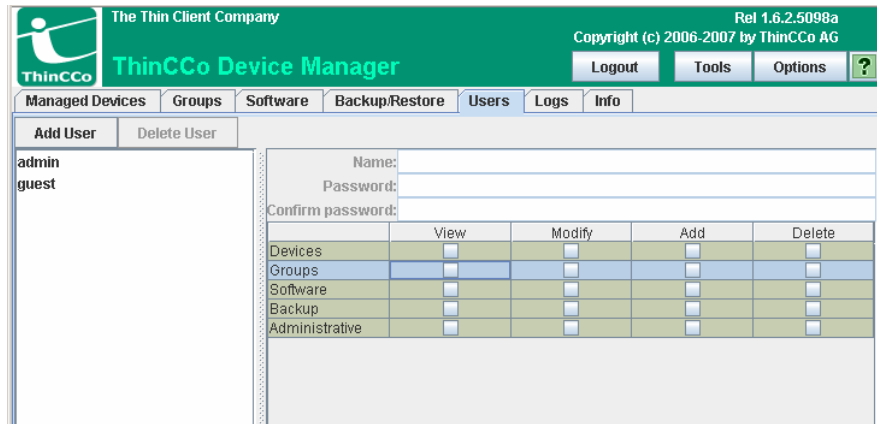 The Thin Client Company
Rel 1.6.2.5098a
Copyright (c) 2006-2007 by ThinCCo AG
ThinCCo
ThinCCo Device Manager
Logout Tools Options ?
Managed Devices Groups Software Backup/Restore Users Logs Info
Add User Delete User
admin
guest
Name:
Password:
Confirm password:
View Modify Add Delete
Devices
Groups
Software
Backup
Administrative